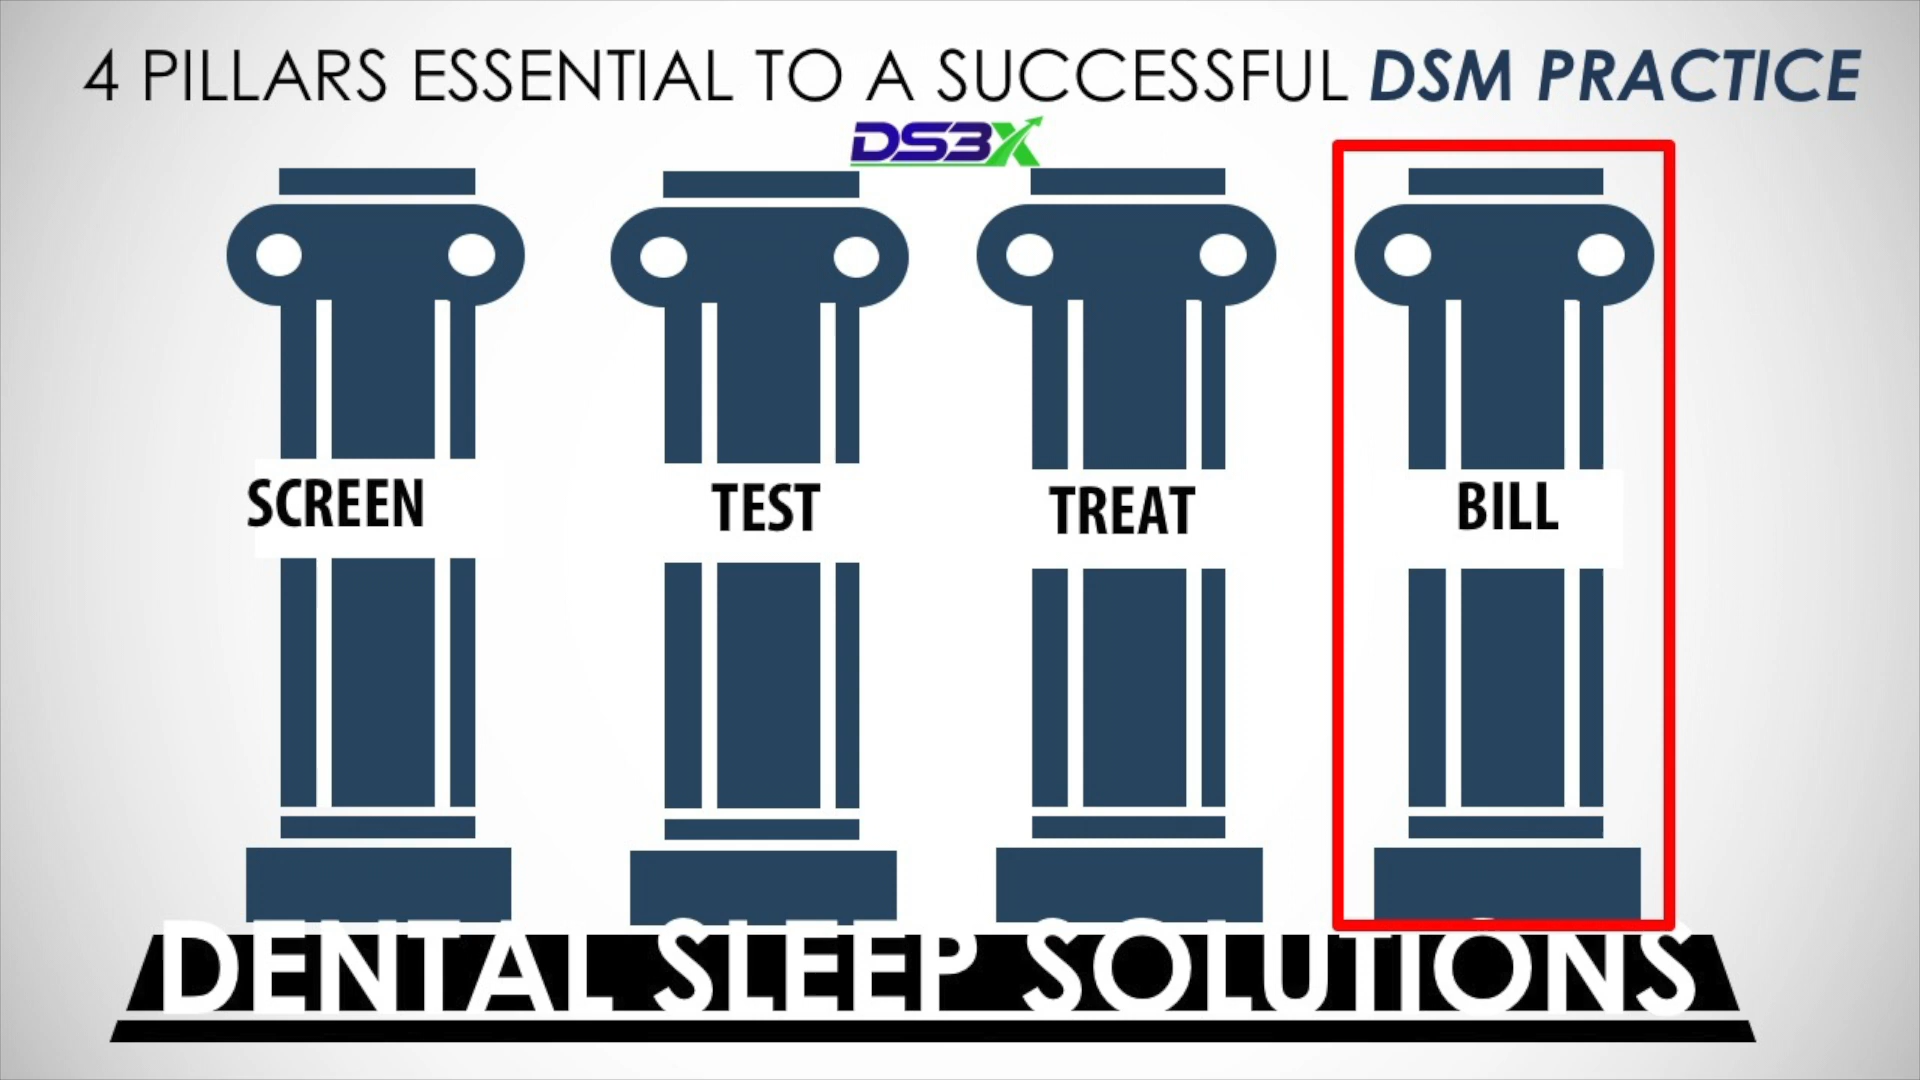 4 PILLARS ESSENTIAL TO A SUCCESSFUL DSM PRACTICE
DS3X
SCREEN
TEST
TREAT
BILL
DENTAL SLEEP SOLUTIONS